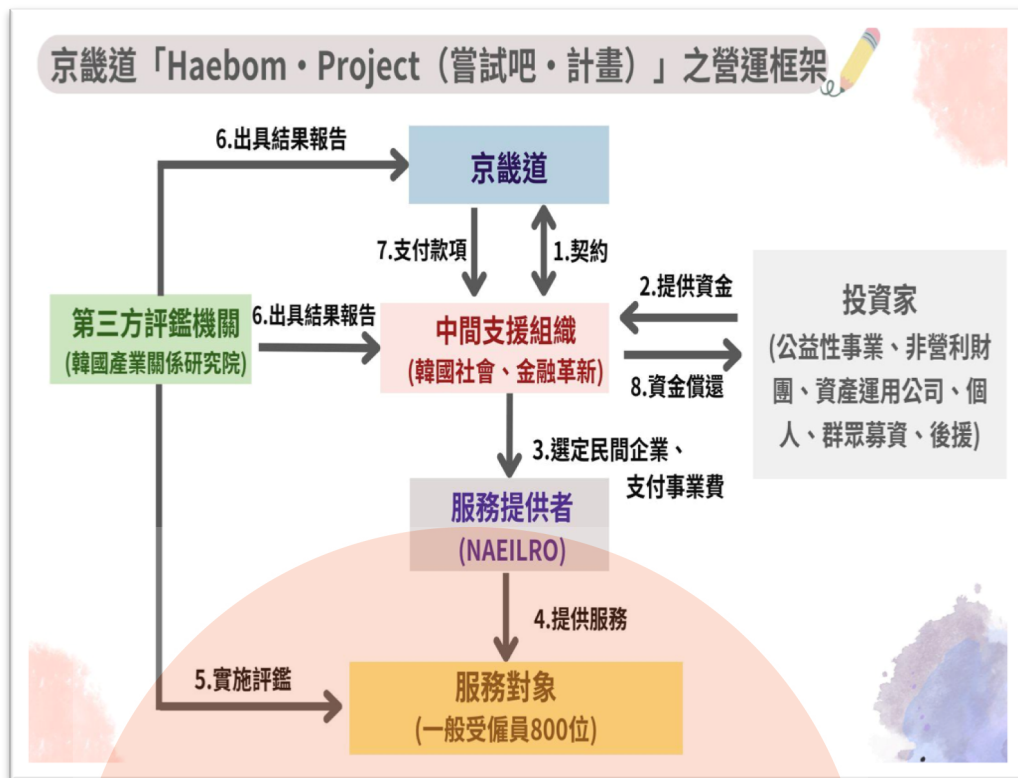 京畿道「Haebom・Project（嘗試吧・計畫）」之營運框架
6.出具結果報告
京畿道
7.支付款項
1.契約
2.提供資金
投資家
(公益性事業、非營利財
團、資產運用公司、個
人、群眾募資、後援)
第三方評鑑機關
(韓國產業關係研究院)
6.出具結果報告
中間支援組織
(韓國社會、金融革新)
8.資金償還
3.選定民間企業、
支付事業費
服務提供者
(NAEILRO)
4.提供服務
5.實施評鑑
服務對象
(一般受僱員800位)